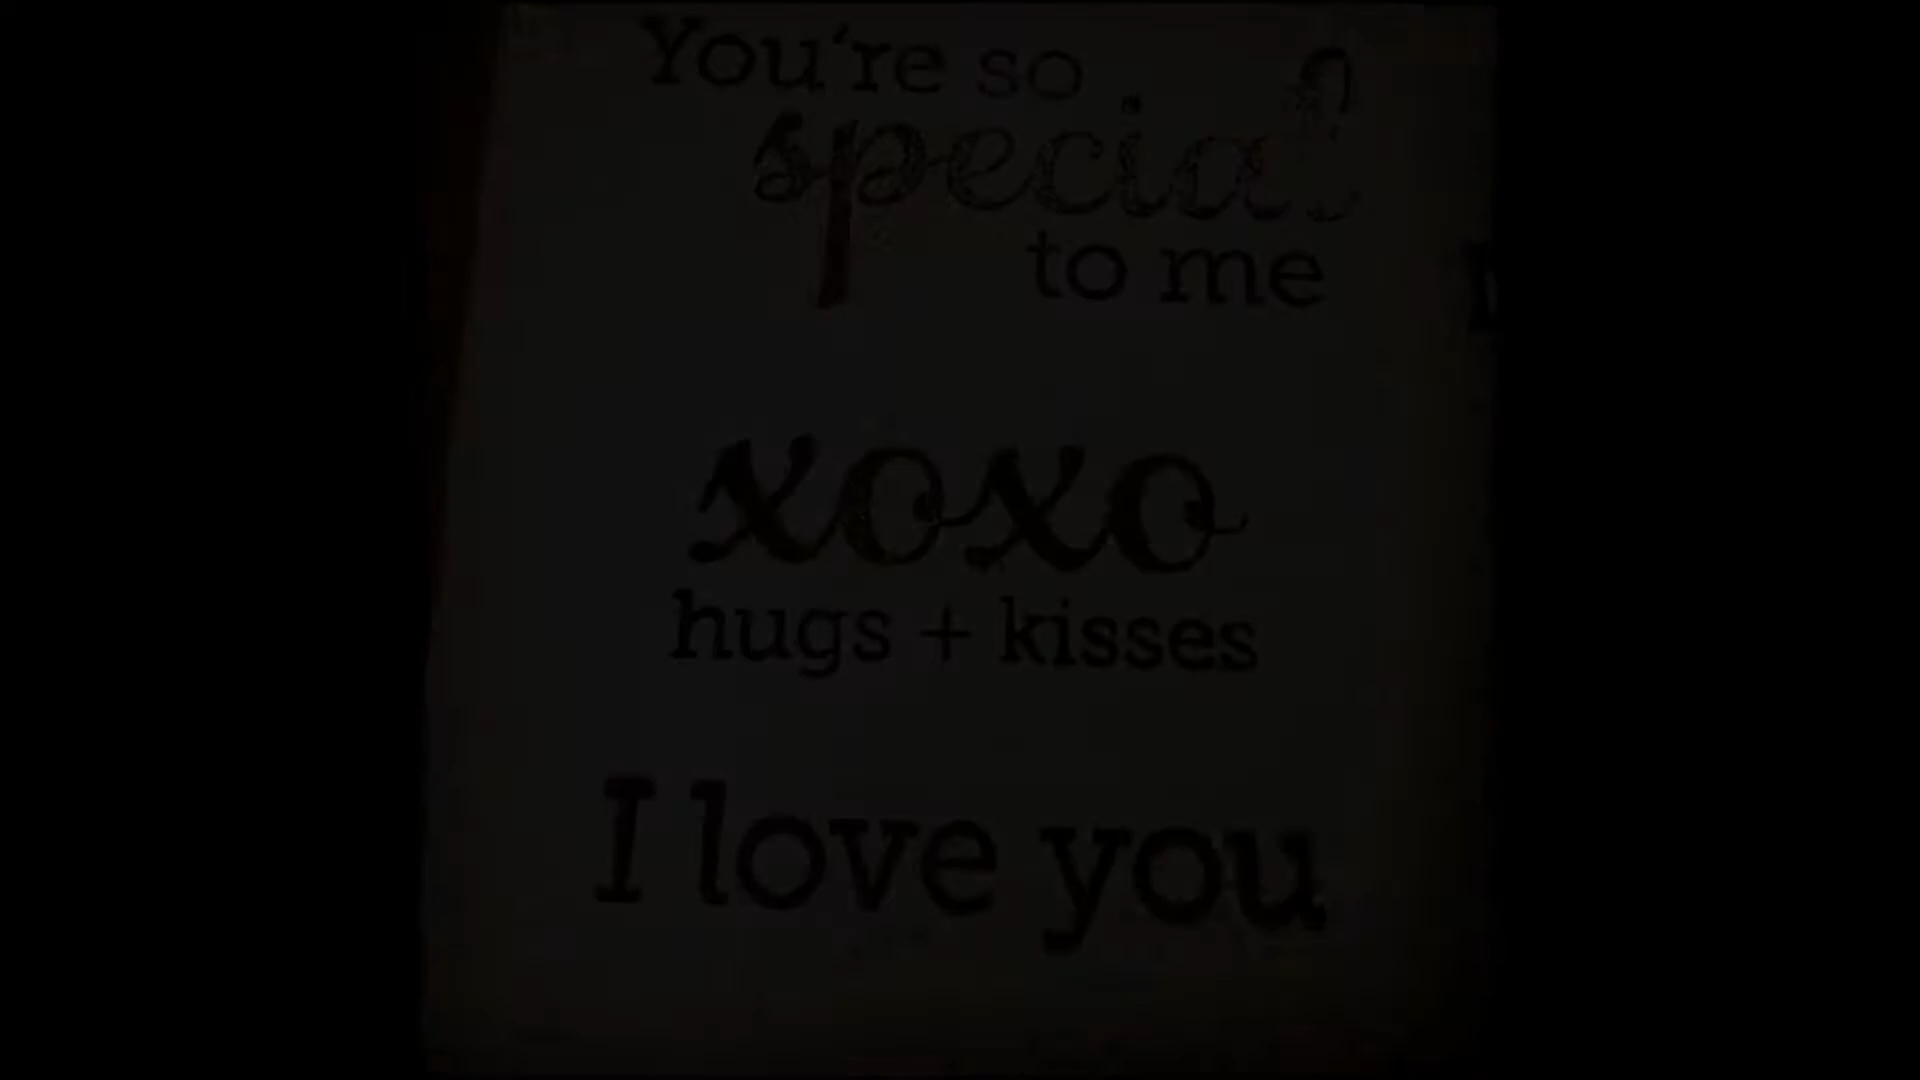 You're so
special
to me
xoxo
hugs + kisses
I love you